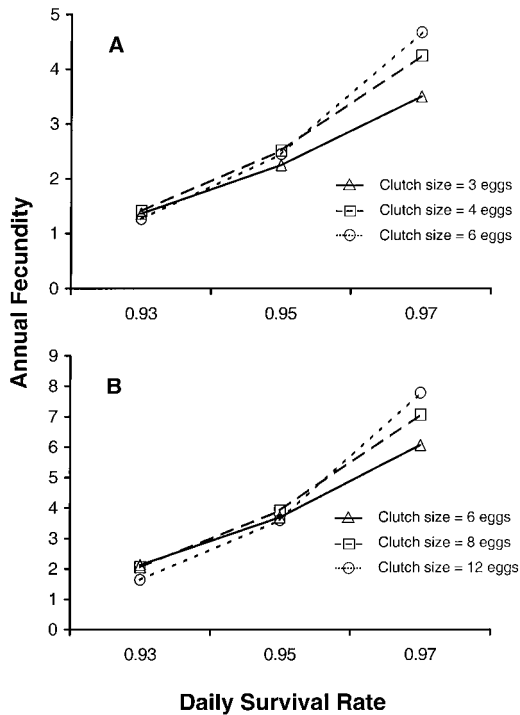 A
5
4
3
2
1
0
Clutch size = 3 eggs
Clutch size = 4 eggs
Clutch size = 6 eggs
0.93 0.95 0.97
Annual Fecundity
B
9
8
7
6
5
4
3
2
1
0
Clutch size = 6 eggs
Clutch size = 8 eggs
Clutch size = 12 eggs
0.93 0.95 0.97
Daily Survival Rate